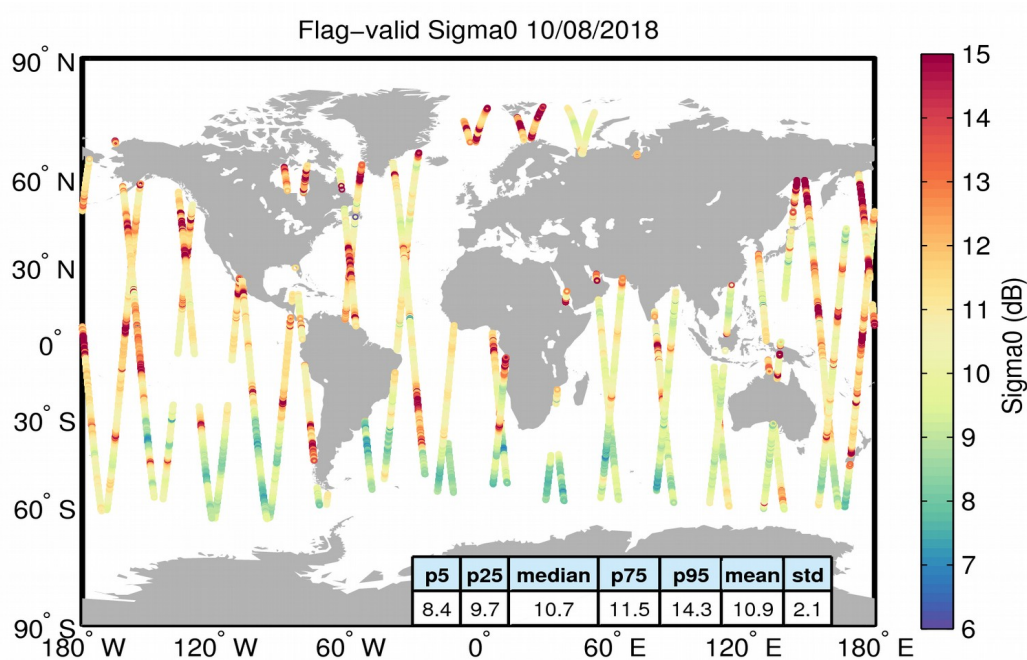 Flag−valid Sigma0 10/08/2018
90° N
60° N
30° N
0°
30° S
60° S
90° S
180° W 120° W 60° W 0° 60° E 120° E 180° E
p5 p25 median p75 p95 mean std
8.4 9.7 10.7 11.5 14.3 10.9 2.1
15
14
13
12
11
10
9
8
7
6
Sigma0 (dB)